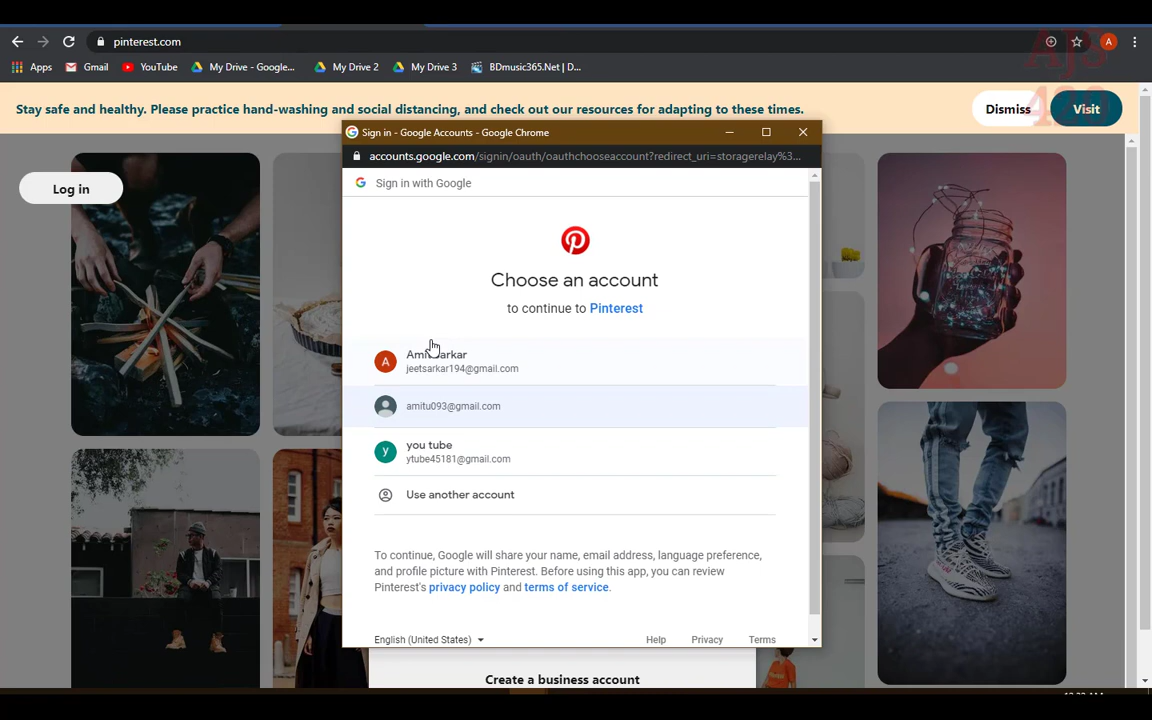 pinterest.com
A
Apps
Gmail
YouTube
My Drive - Google...
My Drive 2
My Drive 3
BDmusic365.Net | D...
AJS
420
Stay safe and healthy. Please practice hand-washing and social distancing, and check out our resources for adapting to these times.
Dismiss
Visit
Log in
Sign in - Google Accounts - Google Chrome
accounts.google.com/signin/oauth/oauthchooseaccount?redirect_uri=storagerelay%3...
Sign in with Google
Choose an account
to continue to Pinterest
A
jeetsarkar194@gmail.com
amitu093@gmail.com
y
you tube
ytube45181@gmail.com
Use another account
To continue, Google will share your name, email address, language preference,
and profile picture with Pinterest. Before using this app, you can review
Pinterest's privacy policy and terms of service.
English (United States)
Help
Privacy
Terms
Create a business account